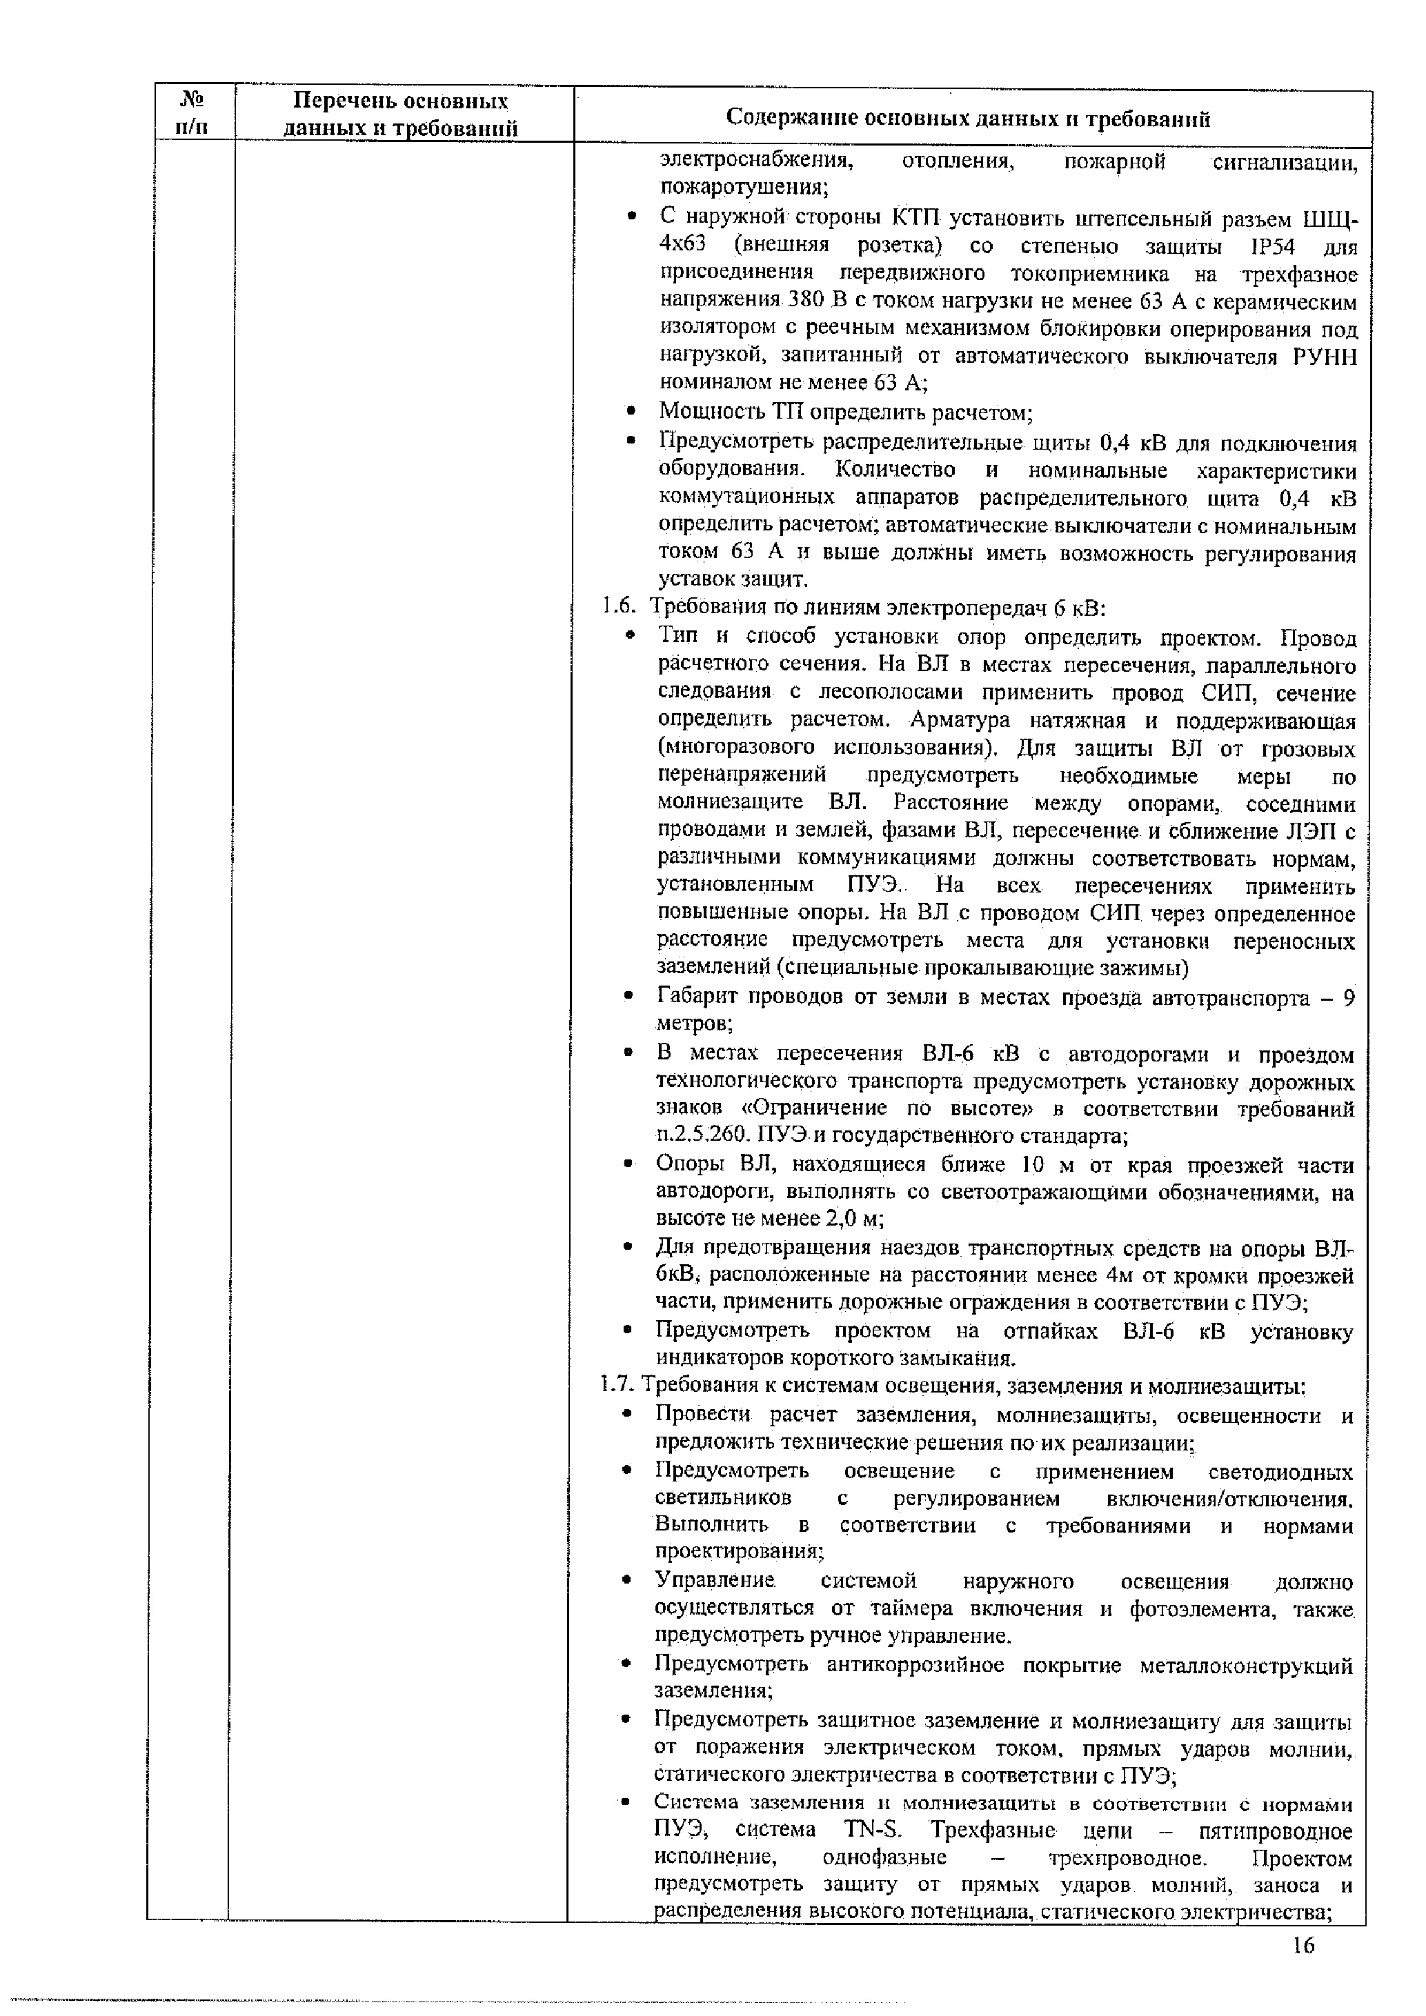 №
п/п
Перечень основных
данных и требований
Содержание основных данных и требований
электроснабжения, отопления, пожарной сигнализации,
пожаротушения;
• С наружной стороны КТП установить штепсельный разъем ШЩ-
4х63 (внешняя розетка) со степенью защиты IP54 для
присоединения передвижного токоприемника на трехфазное
напряжения 380 В с током нагрузки не менее 63 А с керамическим
изолятором с реечным механизмом блокировки оперирования под
нагрузкой, запитанный от автоматического выключателя РУНН
номиналом не менее 63 А;
• Мощность ТП определить расчетом;
• Предусмотреть распределительные щиты 0,4 кВ для подключения
оборудования. Количество и номинальные характеристики
коммутационных аппаратов распределительного щита 0,4 кВ
определить расчетом; автоматические выключатели с номинальным
током 63 А и выше должны иметь возможность регулирования
уставок защит.
1.6. Требования по линиям электропередач 6 кВ:
• Тип и способ установки опор определить проектом. Провод
расчетного сечения. На ВЛ в местах пересечения, параллельного
следования с лесополосами применить провод СИП, сечение
определить расчетом. Арматура натяжная и поддерживающая
(многоразового использования). Для защиты ВЛ от грозовых
перенапряжений предусмотреть необходимые меры по
молниезащите ВЛ. Расстояние между опорами, соседними
проводами и землей, фазами ВЛ, пересечение и сближение ЛЭП с
различными коммуникациями должны соответствовать нормам,
установленным ПУЭ.. На всех пересечениях применить
повышенные опоры. На ВЛ с проводом СИП через определенное
расстояние предусмотреть места для установки переносных
заземлений (специальные прокалывающие зажимы)
• Габарит проводов от земли в местах проезда автотранспорта – 9
метров;
• В местах пересечения ВЛ-6 кВ с автодорогами и проездом
технологического транспорта предусмотреть установку дорожных
знаков «Ограничение по высоте» в соответствии требований
п.2.5.260. ПУЭ и государственного стандарта;
• Опоры ВЛ, находящиеся ближе 10 м от края проезжей части
автодороги, выполнять со светоотражающими обозначениями, на
высоте не менее 2,0 м;
• Для предотвращения наездов транспортных средств на опоры ВЛ-
6кВ, расположенные на расстоянии менее 4м от кромки проезжей
части, применить дорожные ограждения в соответствии с ПУЭ;
• Предусмотреть проектом на отпайках ВЛ-6 кВ установку
индикаторов короткого замыкания.
1.7. Требования к системам освещения, заземления и молниезащиты:
• Провести расчет заземления, молниезащиты, освещенности и
предложить технические решения по их реализации;
• Предусмотреть освещение с применением светодиодных
светильников с регулированием включения/отключения.
Выполнить в соответствии с требованиями и нормами
проектирования;
• Управление системой наружного освещения должно
осуществляться от таймера включения и фотоэлемента, также
предусмотреть ручное управление.
• Предусмотреть антикоррозийное покрытие металлоконструкций
заземления;
• Предусмотреть защитное заземление и молниезащиту для защиты
от поражения электрическом током, прямых ударов молнии,
статического электричества в соответствии с ПУЭ;
• Система заземления и молниезащиты в соответствии с нормами
ПУЭ, система TN-S. Трехфазные цепи – пятипроводное
исполнение, однофазные – трехпроводное. Проектом
предусмотреть защиту от прямых ударов молний, заноса и
распределения высокого потенциала, статического электричества;
16